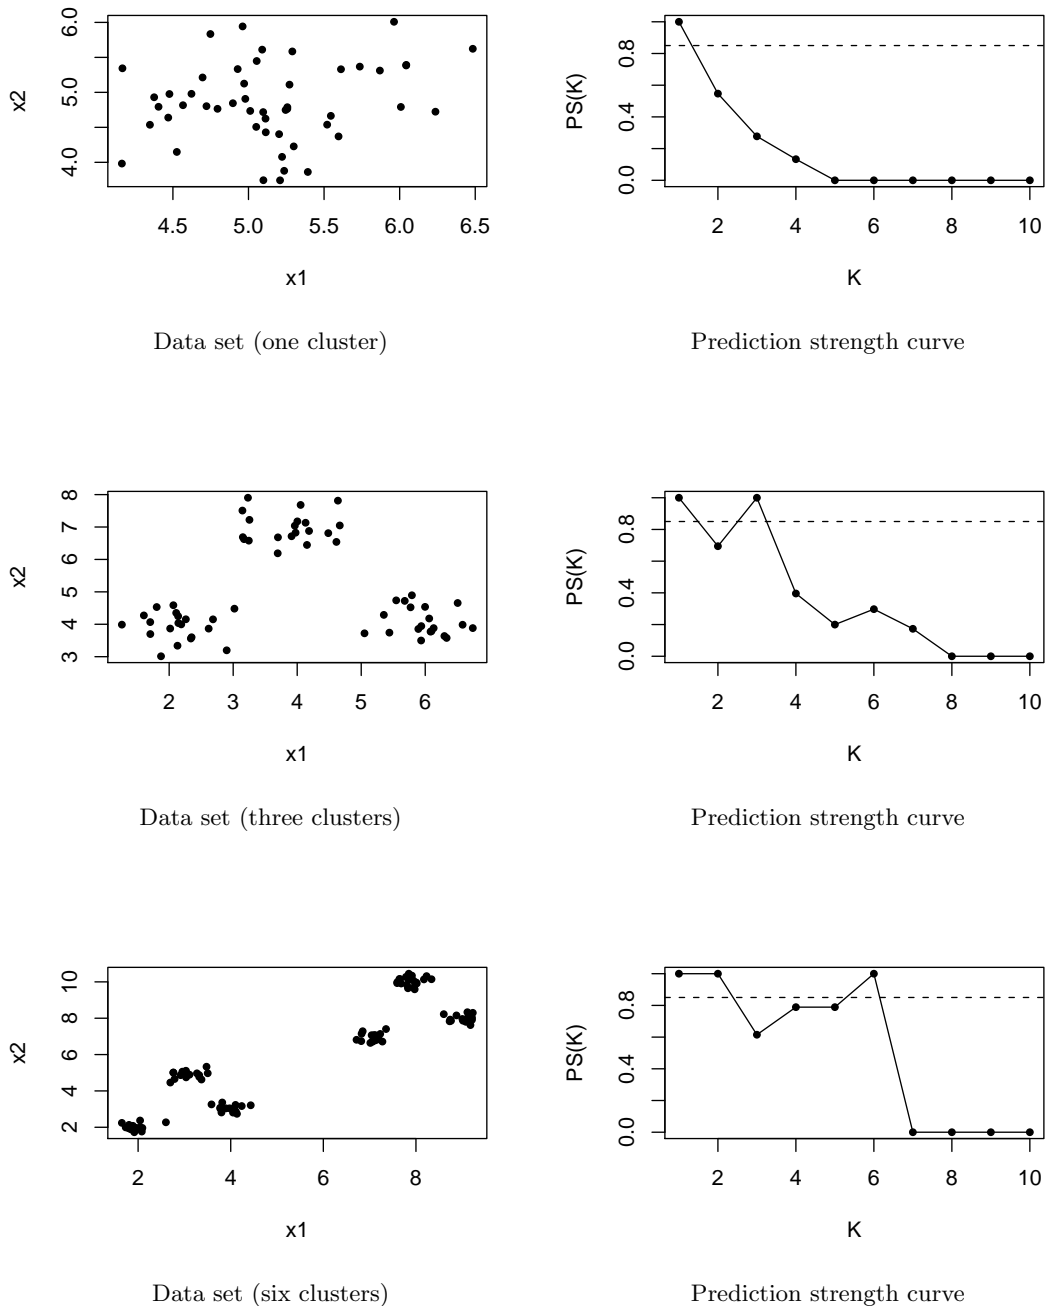 x2
4.0 5.0 6.0
4.5 5.0 5.5 6.0 6.5
x1
Data set (one cluster)
PS(K)
0.0 0.4 0.8
2 4 6 8 10
K
Prediction strength curve
x2
3 4 5 6 7 8
2 3 4 5 6
x1
Data set (three clusters)
PS(K)
0.0 0.4 0.8
2 4 6 8 10
K
Prediction strength curve
x2
2 4 6 8 10
2 4 6 8
x1
Data set (six clusters)
PS(K)
0.0 0.4 0.8
2 4 6 8 10
K
Prediction strength curve